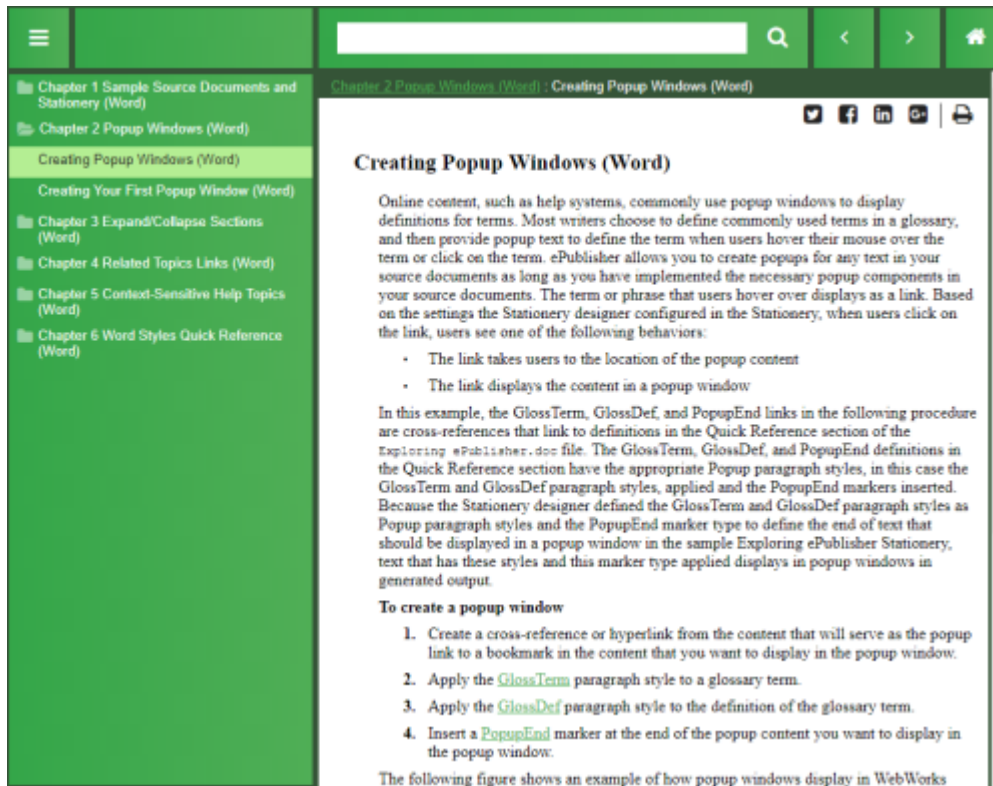 Chapter 1 Sample Source Documents and
Stationery (Word)
Chapter 2 Popup Windows (Word)
Creating Popup Windows (Word)
Creating Your First Popup Window (Word)
Chapter 3 Expand/Collapse Sections
(Word)
Chapter 4 Related Topics Links (Word)
Chapter 5 Context-Sensitive Help Topics
(Word)
Chapter 6 Word Styles Quick Reference
(Word)
Chapter 2 Popup Windows (Word) : Creating Popup Windows (Word)
Creating Popup Windows (Word)
Online content, such as help systems, commonly use popup windows to display
definitions for terms. Most writers choose to define commonly used terms in a glossary,
and then provide popup text to define the term when users hover their mouse over the
term or click on the term. ePublisher allows you to create popups for any text in your
source documents as long as you have implemented the necessary popup components in
your source documents. The term or phrase that users hover over displays as a link. Based
on the settings the Stationery designer configured in the Stationery, when users click on
the link, users see one of the following behaviors:
• The link takes users to the location of the popup content
• The link displays the content in a popup window
In this example, the GlossTerm, GlossDef, and PopupEnd links in the following procedure
are cross-references that link to definitions in the Quick Reference section of the
Exploring ePublisher.doc file. The GlossTerm, GlossDef, and PopupEnd definitions in
the Quick Reference section have the appropriate Popup paragraph styles, in this case the
GlossTerm and GlossDef paragraph styles, applied and the PopupEnd markers inserted.
Because the Stationery designer defined the GlossTerm and GlossDef paragraph styles as
Popup paragraph styles and the PopupEnd marker type to define the end of text that
should be displayed in a popup window in the sample Exploring ePublisher Stationery,
text that has these styles and this marker type applied displays in popup windows in
generated output.
To create a popup window
1. Create a cross-reference or hyperlink from the content that will serve as the popup
link to a bookmark in the content that you want to display in the popup window.
2. Apply the GlossTerm paragraph style to a glossary term.
3. Apply the GlossDef paragraph style to the definition of the glossary term.
4. Insert a PopupEnd marker at the end of the popup content you want to display in
the popup window.
The following figure shows an example of how popup windows display in WebWorks